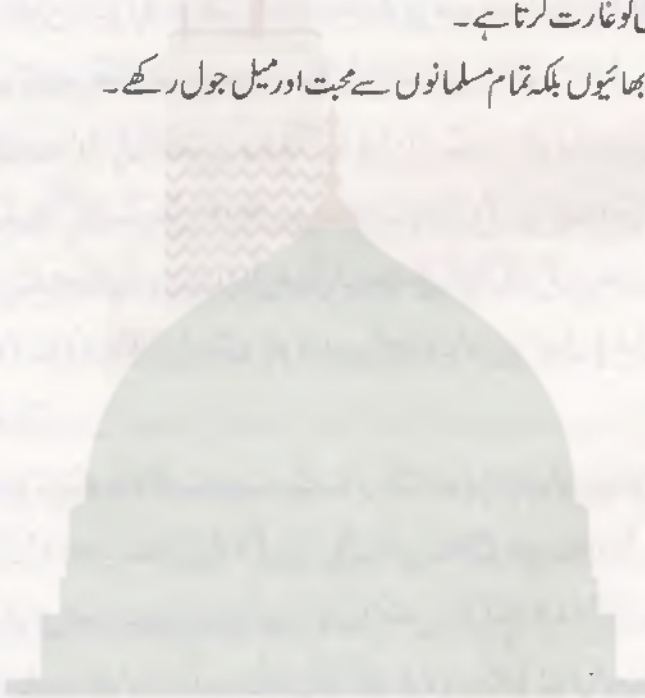 کو غارت کرتا ہے۔
بھائیوں بلکہ تمام مسلمانوں سے محبت اور میل جول رکھے۔